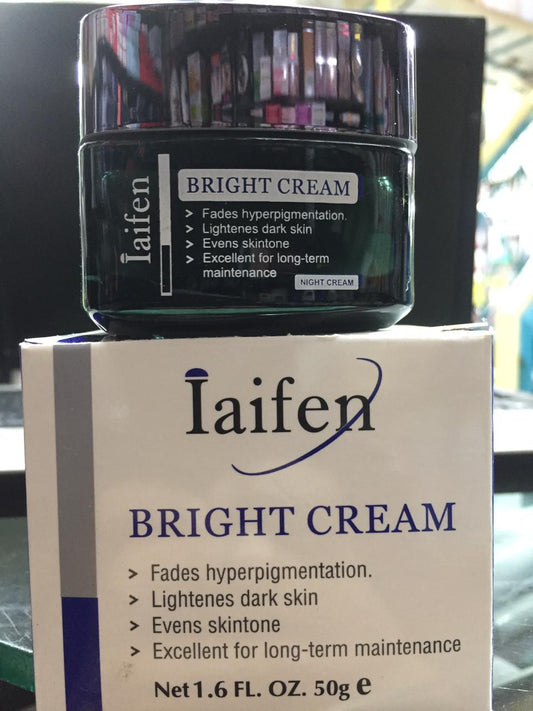 Iaifen
BRIGHT CREAM
> Fades hyperpigmentation.
> Lightenes dark skin
> Evens skintone
> Excellent for long-term
maintenance
NIGHT CREAM
Iaifen
BRIGHT CREAM
> Fades hyperpigmentation.
> Lightenes dark skin
> Evens skintone
> Excellent for long-term maintenance
Net 1.6 FL. OZ. 50g e